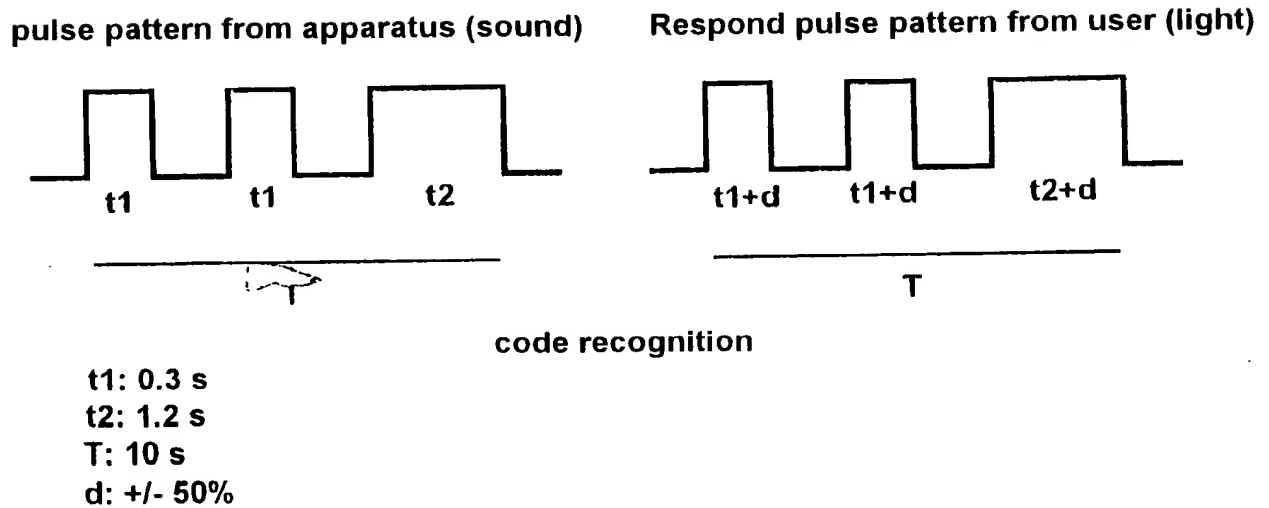 pulse pattern from apparatus (sound)
Respond pulse pattern from user (light)
t1 t1 t2
t1+d t1+d t2+d
T
T
code recognition
t1: 0.3 s
t2: 1.2 s
T: 10 s
d: +/- 50%